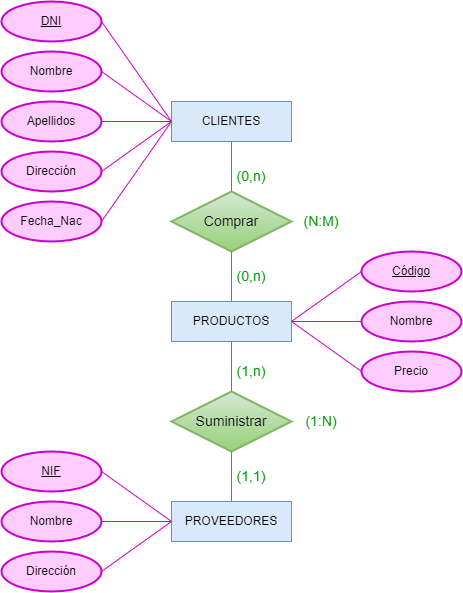 DNI
Nombre
Apellidos
Dirección
Fecha_Nac
CLIENTES
(0,n)
Comprar
(N:M)
(0,n)
PRODUCTOS
Código
Nombre
Precio
(1,n)
Suministrar
(1:N)
(1,1)
PROVEEDORES
NIF
Nombre
Dirección